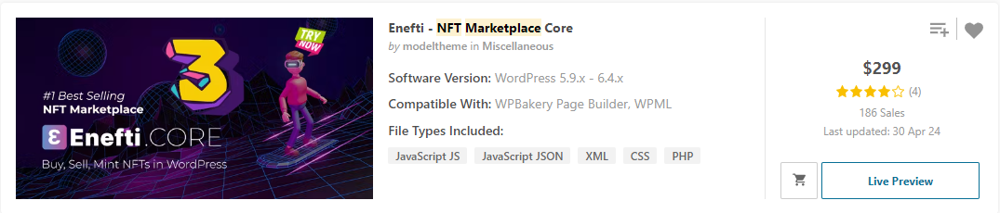 TRY
NOW
3
#1 Best Selling
NFT Marketplace
Enefti.CORE
Buy, Sell, Mint NFTs in WordPress
Enefti - NFT Marketplace Core
by modeltheme in Miscellaneous
Software Version: WordPress 5.9.x - 6.4.x
Compatible With: WPBakery Page Builder, WPML
File Types Included:
JavaScript JS JavaScript JSON XML CSS PHP
$299
(4)
186 Sales
Last updated: 30 Apr 24
Live Preview